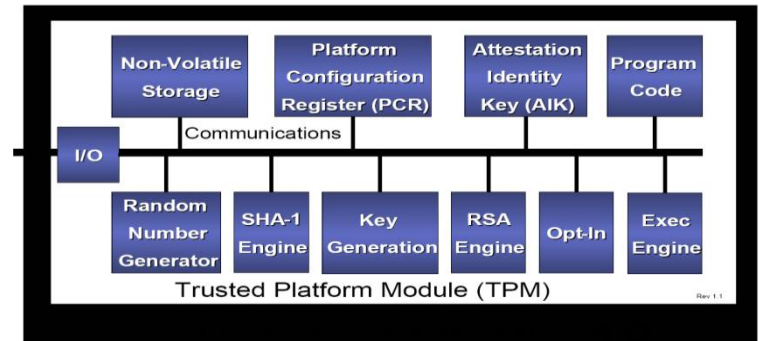 Non-Volatile
Storage
Platform
Configuration
Register (PCR)
Attestation
Identity
Key (AIK)
Program
Code
Communications
I/O
Random
Number
Generator
SHA-1
Engine
Key
Generation
RSA
Engine
Opt-In
Exec
Engine
Trusted Platform Module (TPM)
Rev 1.1